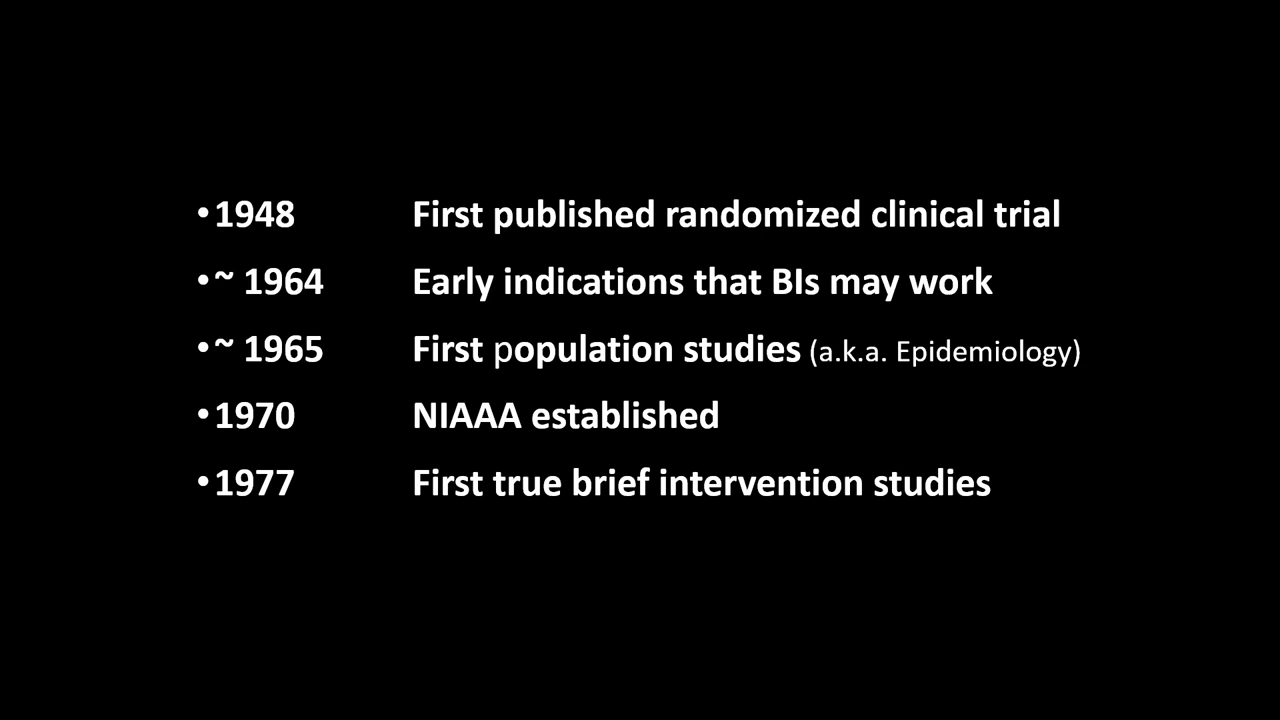 •1948 First published randomized clinical trial
•~ 1964 Early indications that BIs may work
•~ 1965 First population studies (a.k.a. Epidemiology)
•1970 NIAAA established
•1977 First true brief intervention studies